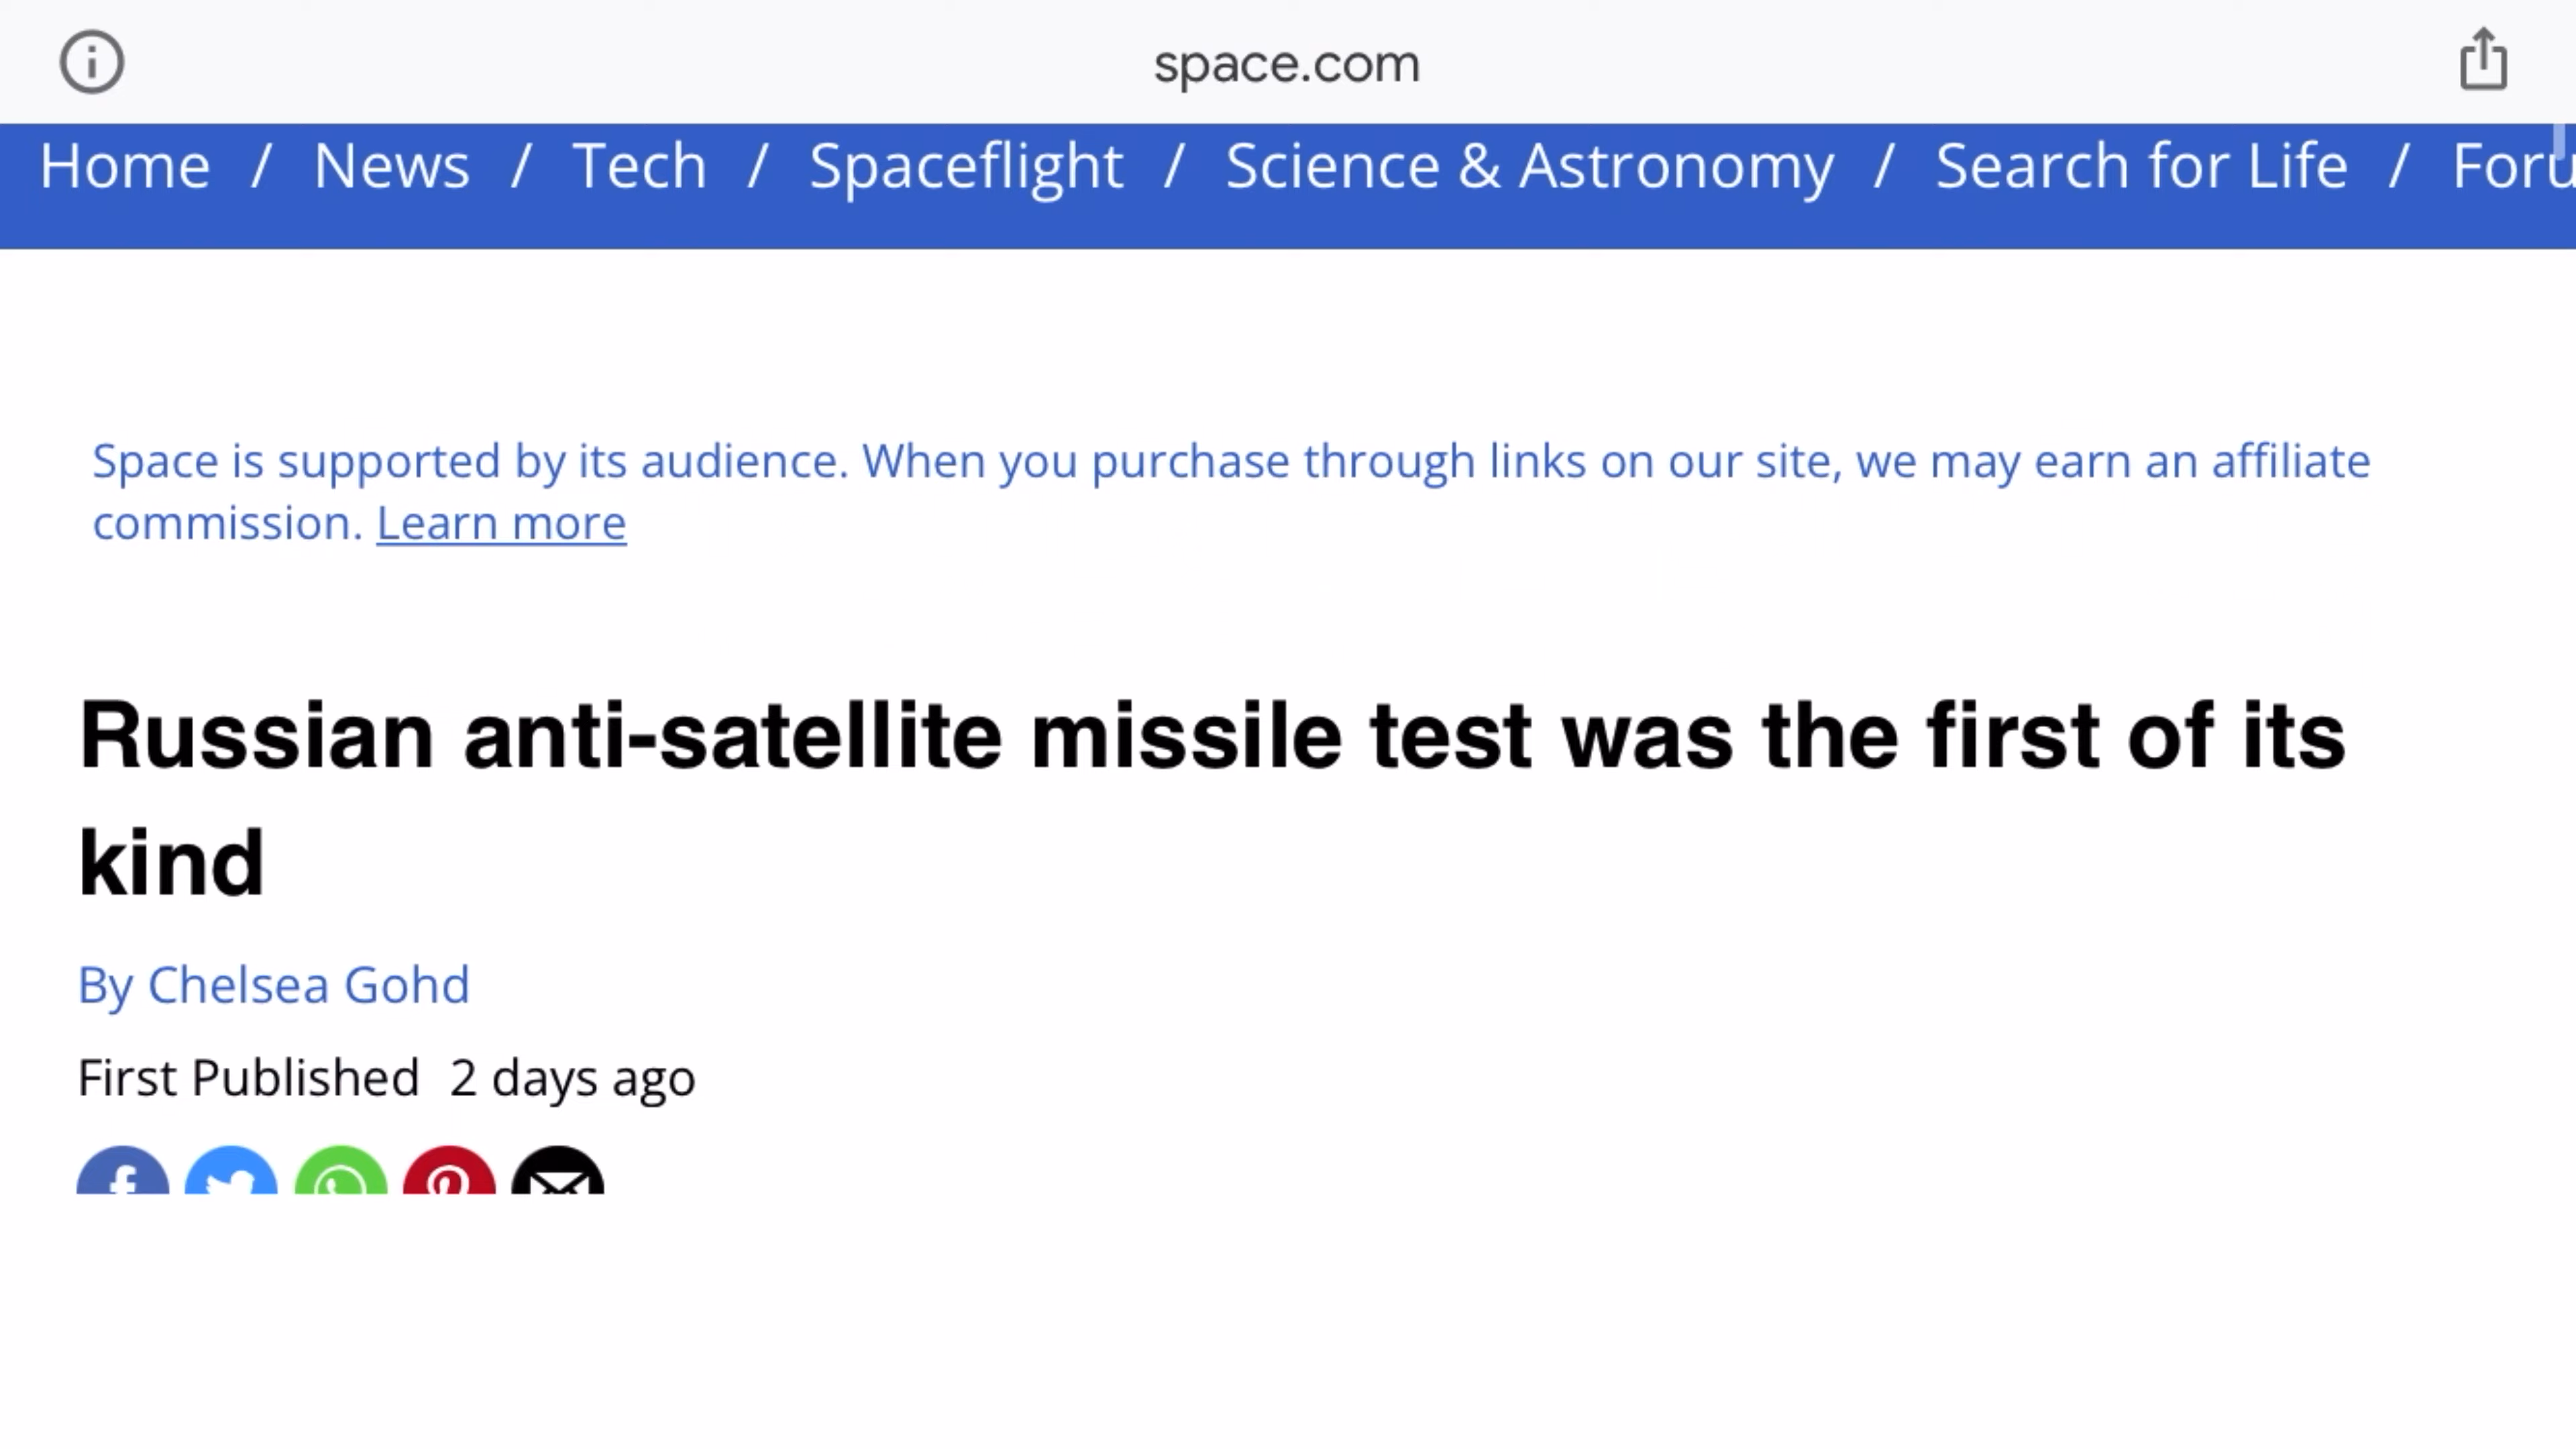 space.com
Home / News / Tech / Spaceflight / Science & Astronomy / Search for Life / Foru
Space is supported by its audience. When you purchase through links on our site, we may earn an affiliate
commission. Learn more
Russian anti-satellite missile test was the first of its
kind
By Chelsea Gohd
First Published 2 days ago